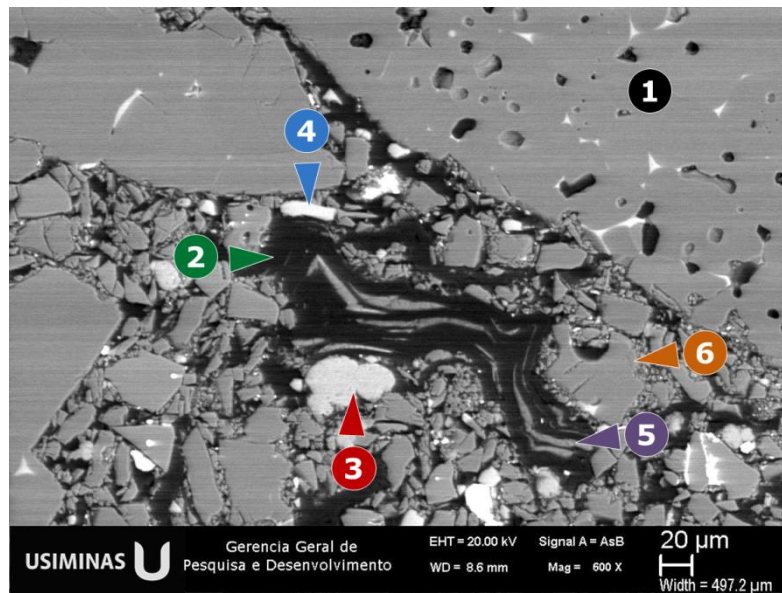 1
4
2
6
5
3
USIMINAS
Gerencia Geral de
Pesquisa e Desenvolvimento
EHT = 20.00 kV Signal A = AsB
WD = 8.6 mm Mag = 600 X
20 µm
Width = 497.2 µm